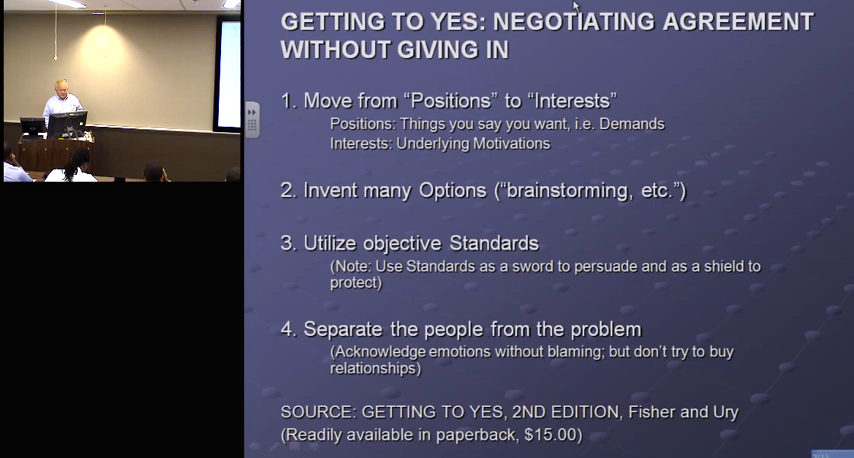 GETTING TO YES: NEGOTIATING AGREEMENT
WITHOUT GIVING IN
1. Move from “Positions” to “Interests”
Positions: Things you say you want, i.e. Demands
Interests: Underlying Motivations
2. Invent many Options (“brainstorming, etc.”)
3. Utilize objective Standards
(Note: Use Standards as a sword to persuade and as a shield to
protect)
4. Separate the people from the problem
(Acknowledge emotions without blaming; but don’t try to buy
relationships)
SOURCE: GETTING TO YES, 2ND EDITION, Fisher and Ury
(Readily available in paperback, $15.00)